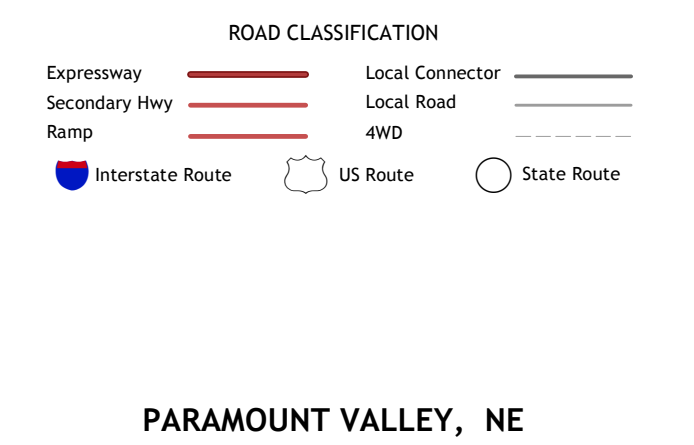 ROAD CLASSIFICATION
Expressway
Local Connector
Secondary Hwy
Local Road
Ramp
4WD
Interstate Route
US Route
State Route
PARAMOUNT VALLEY, NE